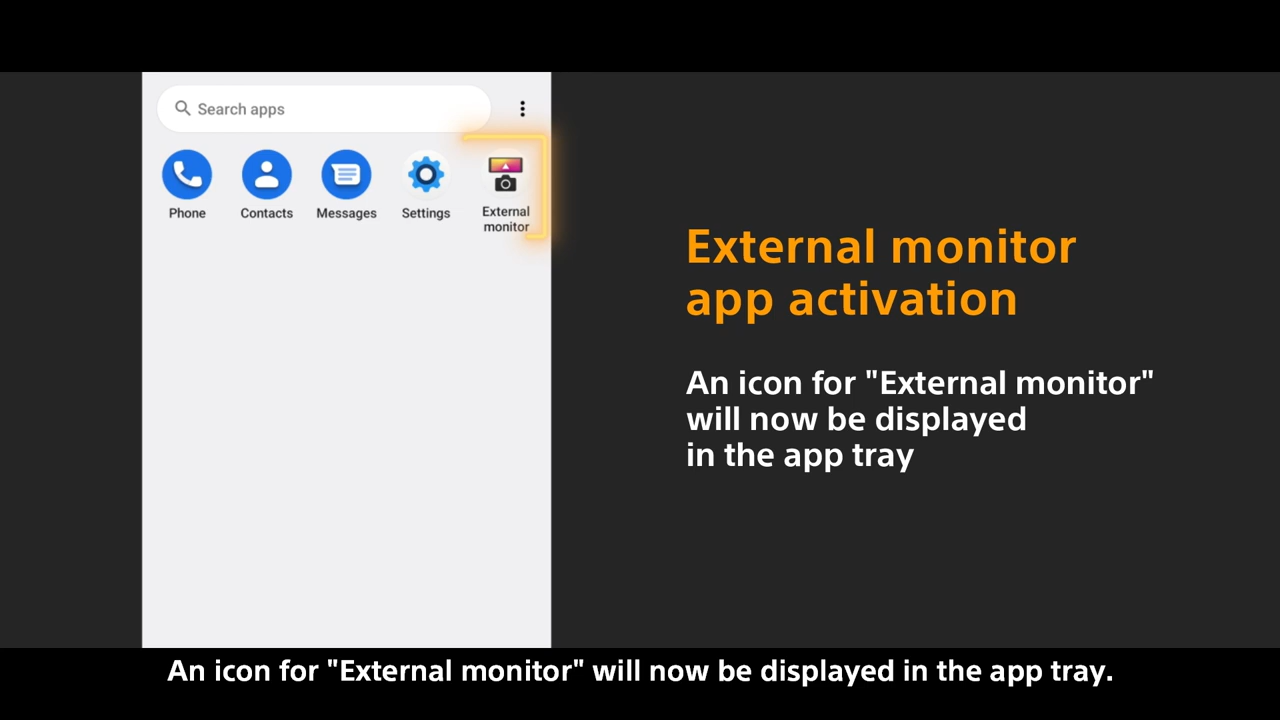 Search apps
Phone
Contacts
Messages
Settings
External
monitor
External monitor
app activation
An icon for "External monitor"
will now be displayed
in the app tray
An icon for "External monitor" will now be displayed in the app tray.